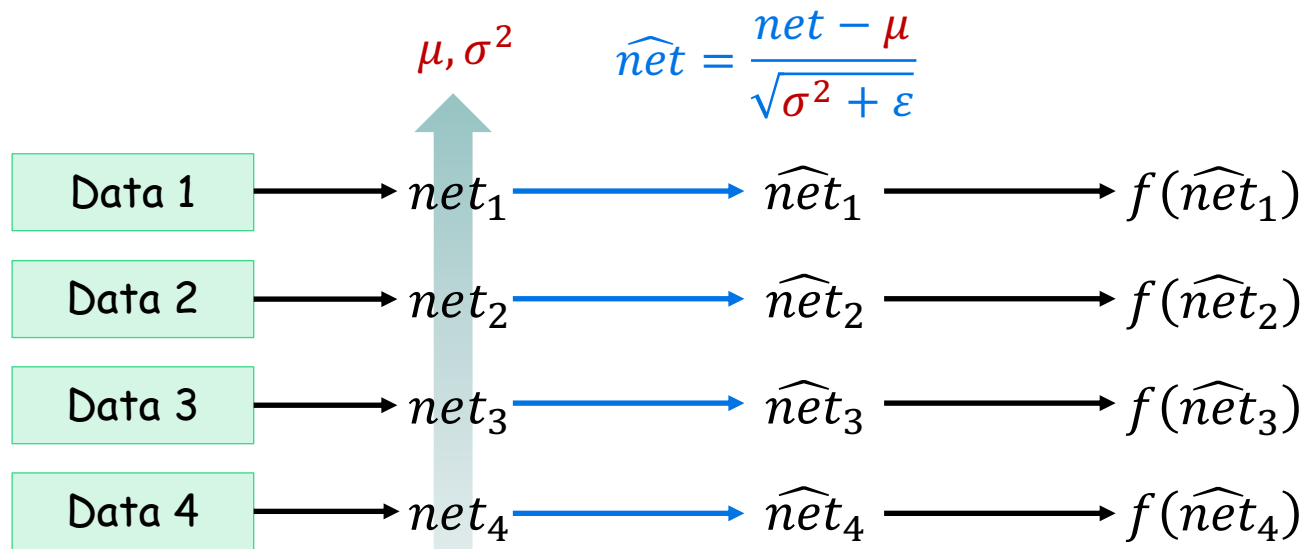 μ, σ²
n͡et = (net − μ) / √(σ² + ε)
Data 1 net₁ n͡et₁ f(n͡et₁)
Data 2 net₂ n͡et₂ f(n͡et₂)
Data 3 net₃ n͡et₃ f(n͡et₃)
Data 4 net₄ n͡et₄ f(n͡et₄)